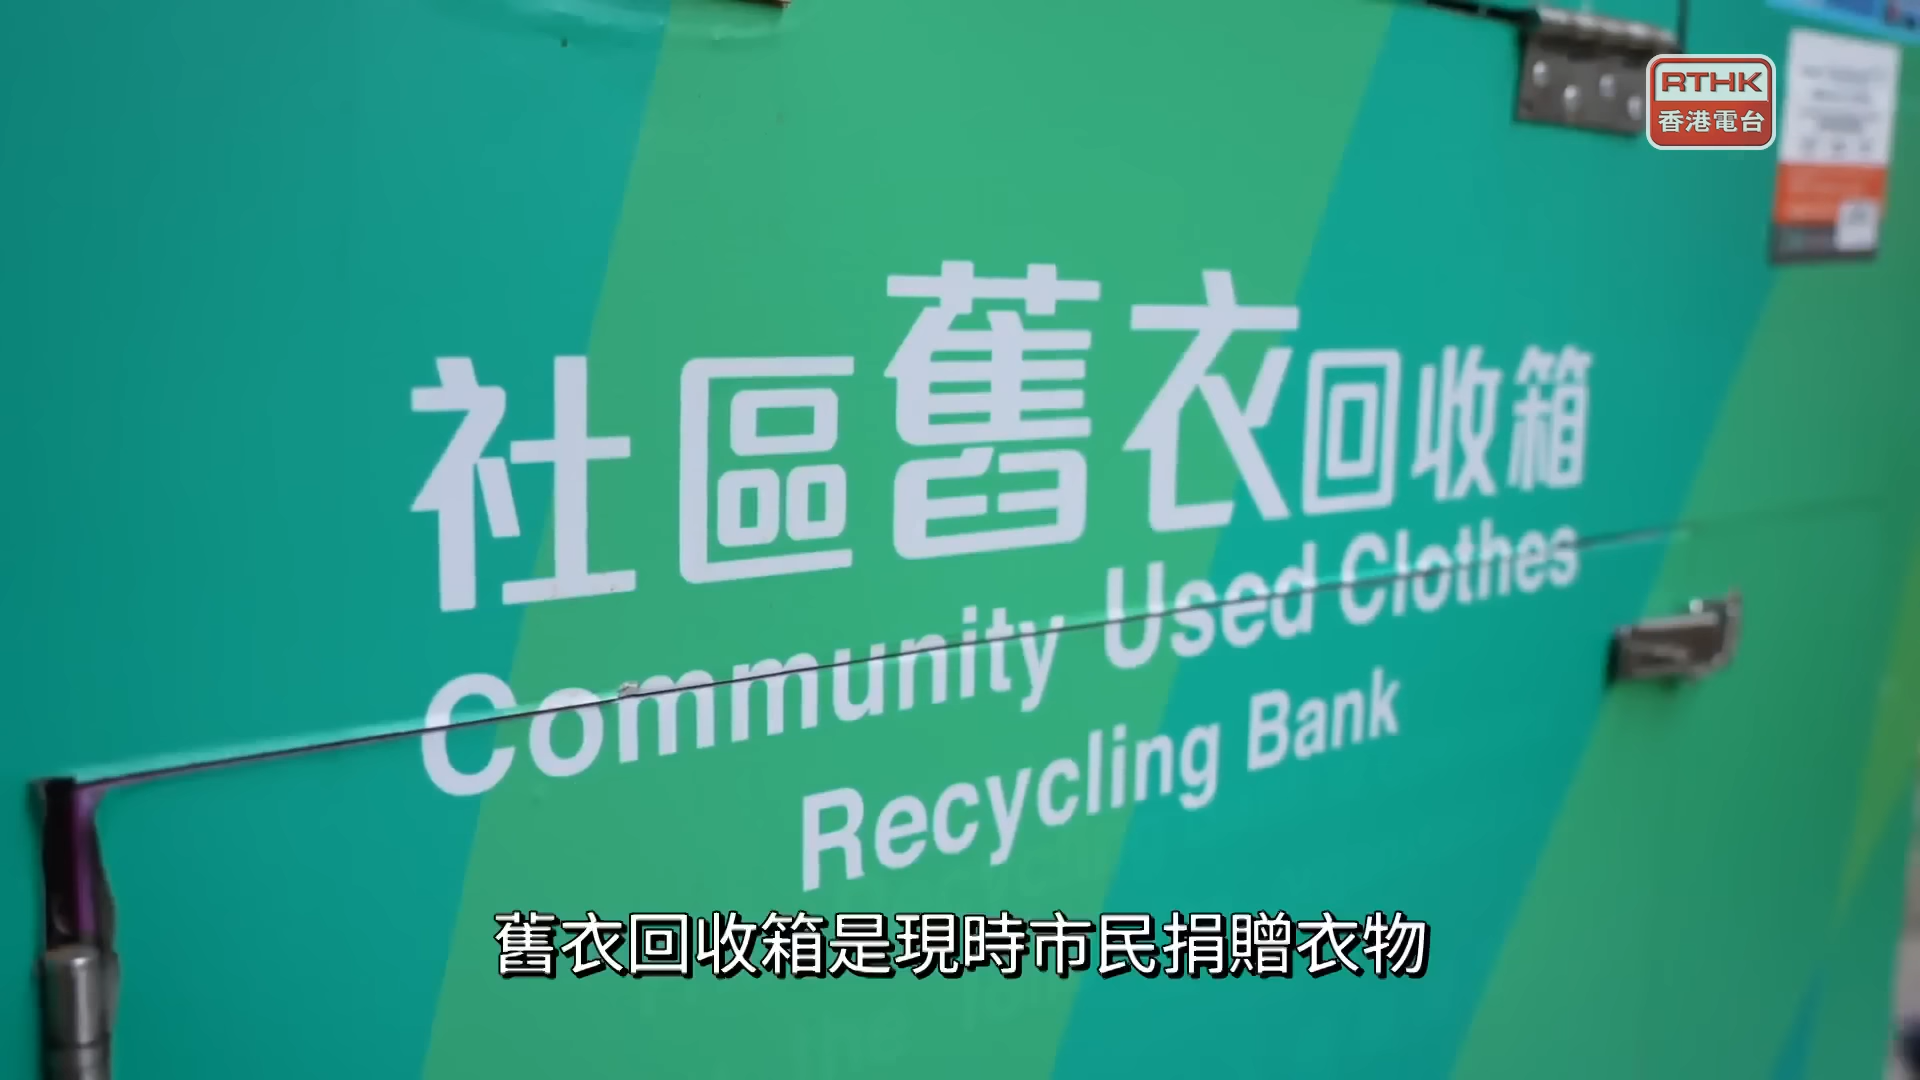 RTHK
香港電台
社區舊衣回收箱
Community Used Clothes
Recycling Bank
舊衣回收箱是現時市民捐贈衣物